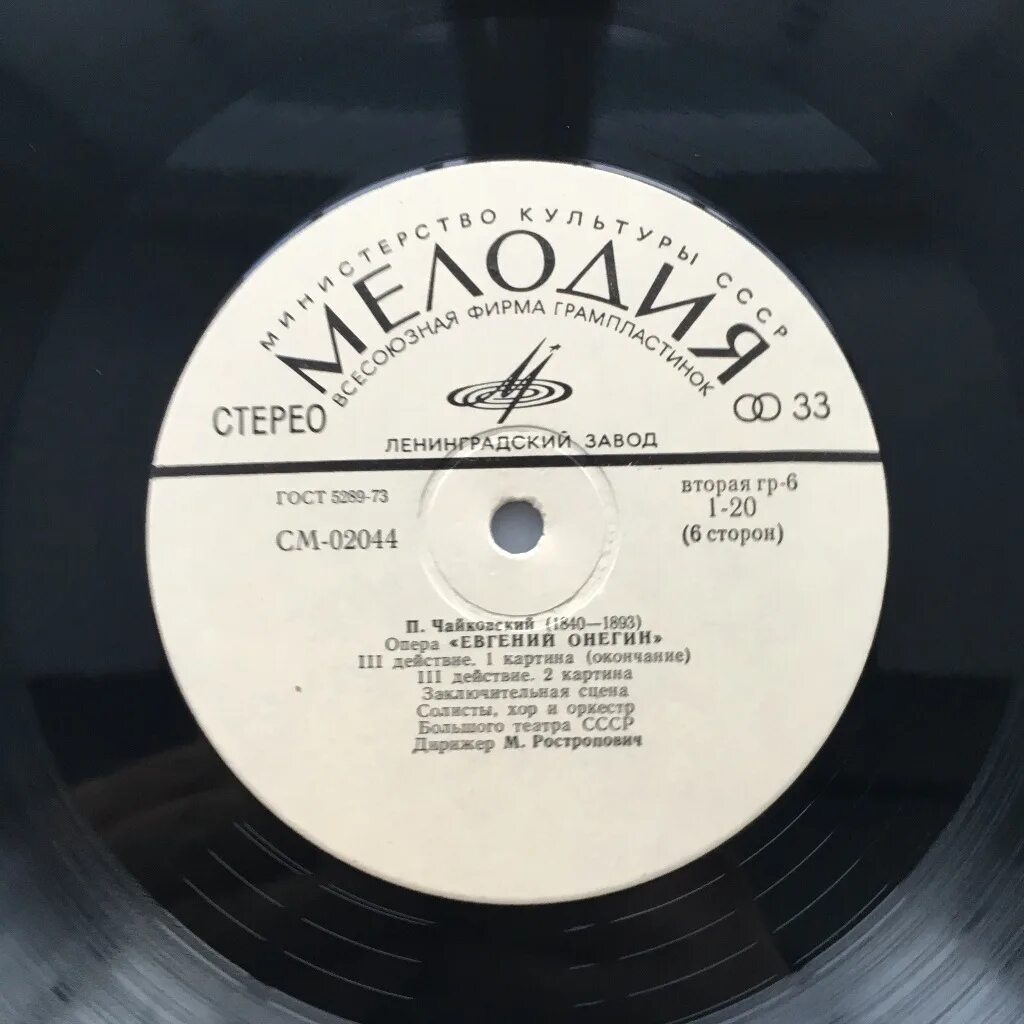 МИНИСТЕРСТВО КУЛЬТУРЫ СССР
МЕЛОДИЯ
ВСЕСОЮЗНАЯ ФИРМА ГРАМПЛАСТИНОК
СТЕРЕО
33
ЛЕНИНГРАДСКИЙ ЗАВОД
ГОСТ 5289-73
СМ-02044
вторая гр-6
1-20
(6 сторон)
П. Чайковский (1840—1893)
Опера «ЕВГЕНИЙ ОНЕГИН»
III действие. 1 картина (окончание)
III действие. 2 картина
Заключительная сцена
Солисты, хор и оркестр
Большого театра СССР
Дирижер М. Ростропович